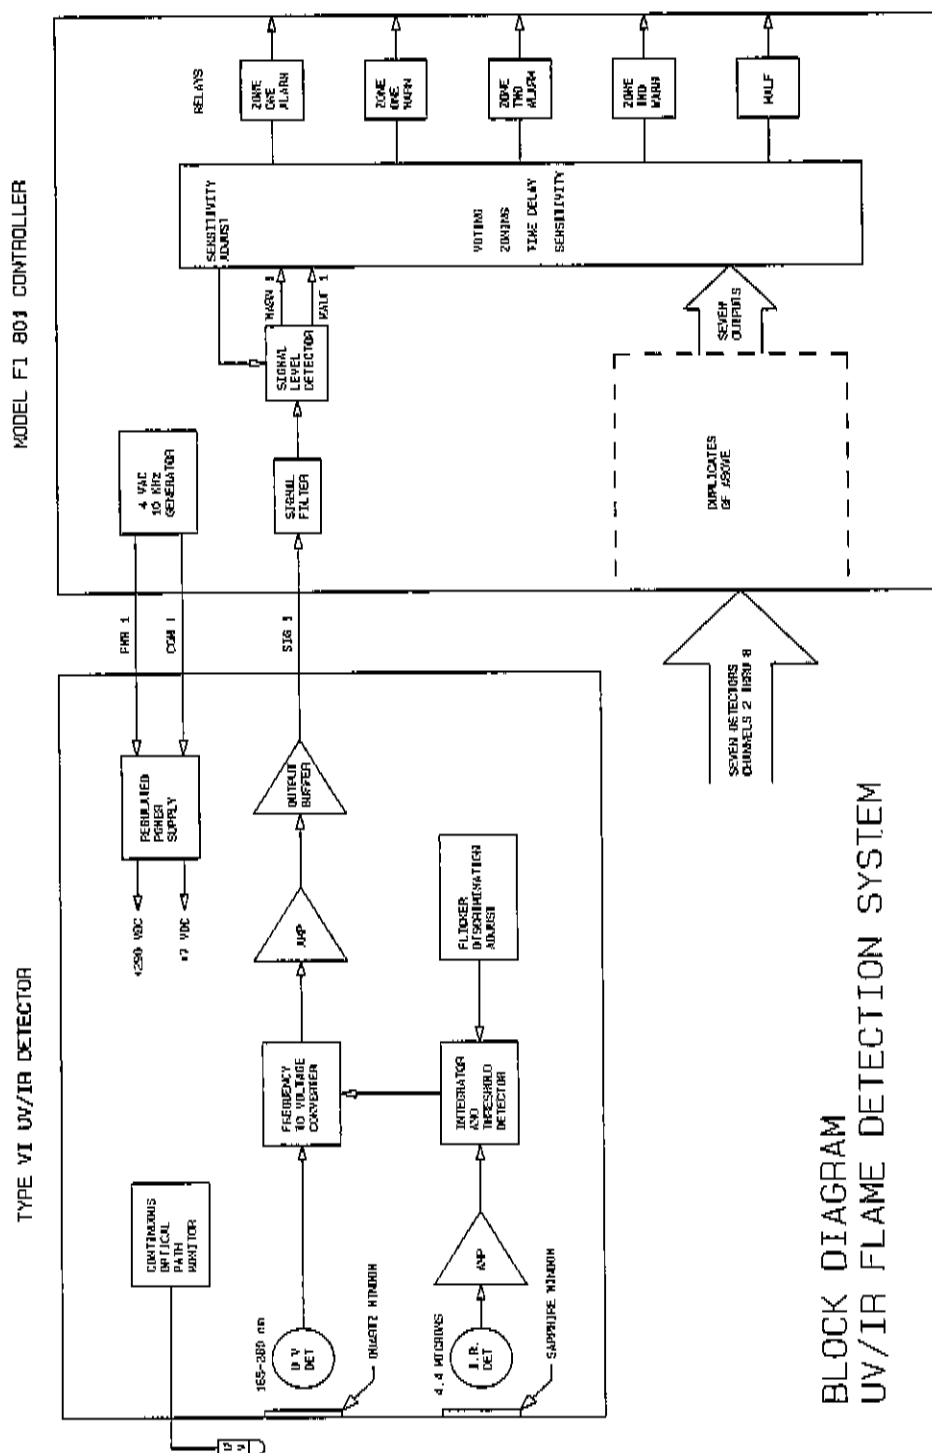 TYPE VI UV/IR DETECTOR
MODEL F1 801 CONTROLLER
CONTINUOUS
OPTICAL
PATH
MONITOR
165-280 nm
U V
DET
QUARTZ WINDOW
4.4 MICRONS
I.R.
DET
SAPPHIRE WINDOW
AMP
INTEGRATOR
AND
THRESHOLD
DETECTOR
FREQUENCY
TO VOLTAGE
CONVERTER
FLICKER
DISCRIMINATION
ADJUST
AMP
OUTPUT
BUFFER
+290 VDC
+7 VDC
REGULATED
POWER
SUPPLY
PWR 1
COM 1
SIG 1
4 VAC
10 KHz
GENERATOR
SIGNAL
FILTER
SIGNAL
LEVEL
DETECTOR
WARN 1
MALF 1
SENSITIVITY
ADJUST
VOTING
ZONING
TIME DELAY
SENSITIVITY
RELAYS
ZONE
ONE
ALARM
ZONE
ONE
WARN
ZONE
TWO
ALARM
ZONE
TWO
WARN
MALF
SEVEN DETECTORS
CHANNELS 2 THRU 8
DUPLICATES
OF ABOVE
SEVEN
OUTPUTS
BLOCK DIAGRAM
UV/IR FLAME DETECTION SYSTEM